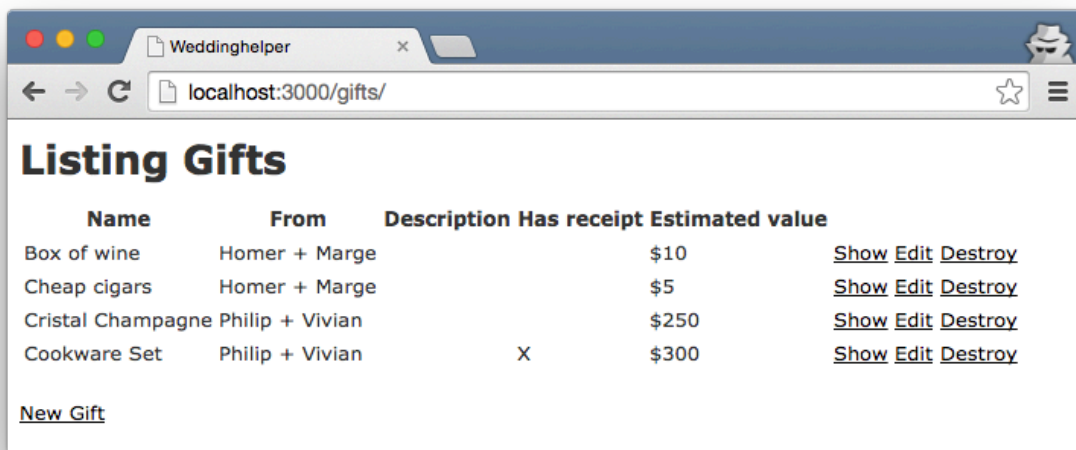 Weddinghelper
localhost:3000/gifts/
Listing Gifts
Name From Description Has receipt Estimated value
Box of wine Homer + Marge $10 Show Edit Destroy
Cheap cigars Homer + Marge $5 Show Edit Destroy
Cristal Champagne Philip + Vivian $250 Show Edit Destroy
Cookware Set Philip + Vivian X $300 Show Edit Destroy
New Gift